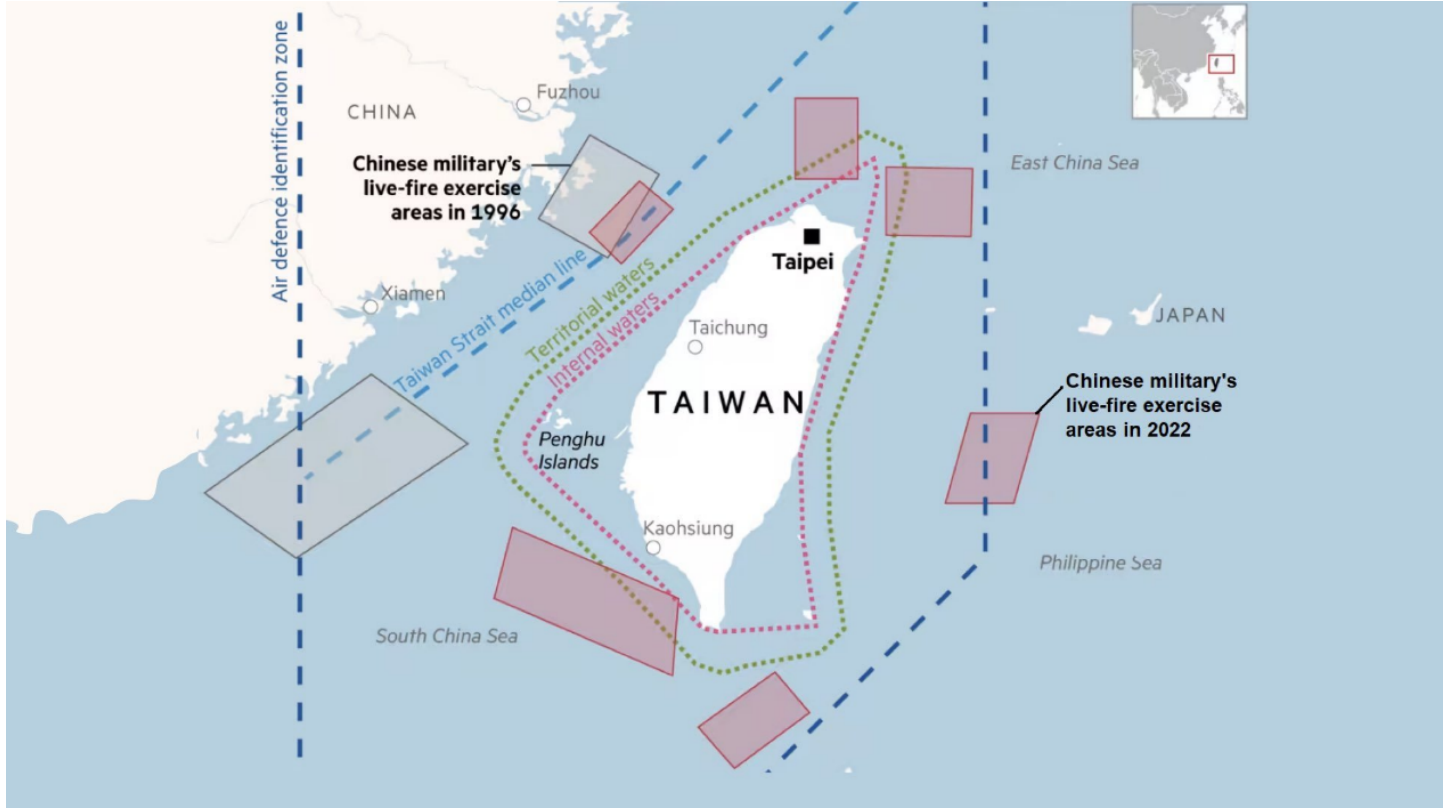 Air defence identification zone
CHINA
Fuzhou
Chinese military's
live-fire exercise
areas in 1996
East China Sea
Taipei
Xiamen
Taiwan Strait median line
Territorial waters
Internal waters
Taichung
JAPAN
TAIWAN
Chinese military's
live-fire exercise
areas in 2022
Penghu
Islands
Kaohsiung
Philippine Sea
South China Sea